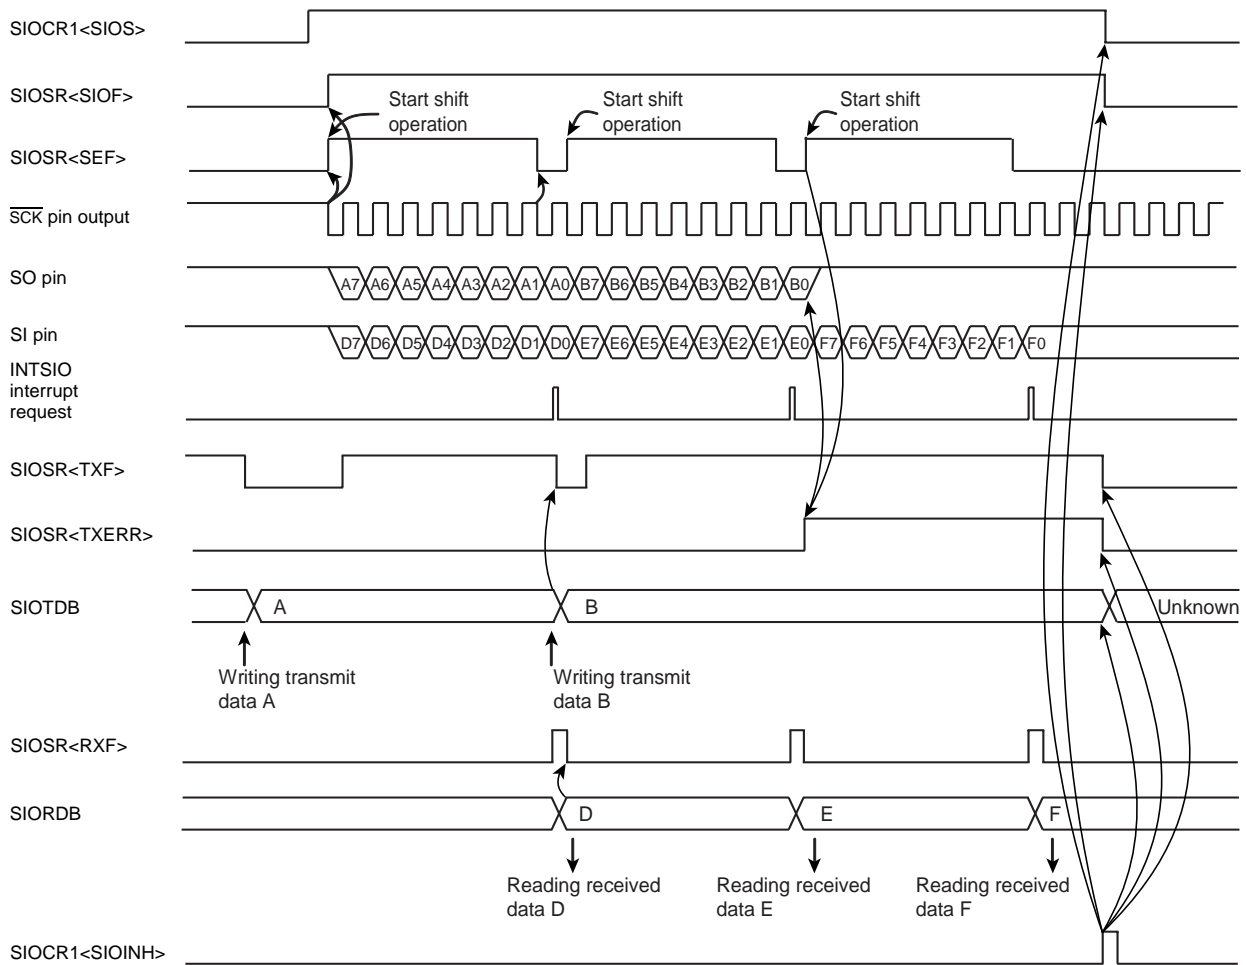 SIOCR1<SIOS>
SIOSR<SIOF>
Start shift
operation
Start shift
operation
Start shift
operation
SIOSR<SEF>
SCK pin output
SO pin
A7 A6 A5 A4 A3 A2 A1 A0 B7 B6 B5 B4 B3 B2 B1 B0
SI pin
D7 D6 D5 D4 D3 D2 D1 D0 E7 E6 E5 E4 E3 E2 E1 E0 F7 F6 F5 F4 F3 F2 F1 F0
INTSIO
interrupt
request
SIOSR<TXF>
SIOSR<TXERR>
SIOTDB
A
B
Unknown
Writing transmit
data A
Writing transmit
data B
SIOSR<RXF>
SIORDB
D
E
F
Reading received
data D
Reading received
data E
Reading received
data F
SIOCR1<SIOINH>